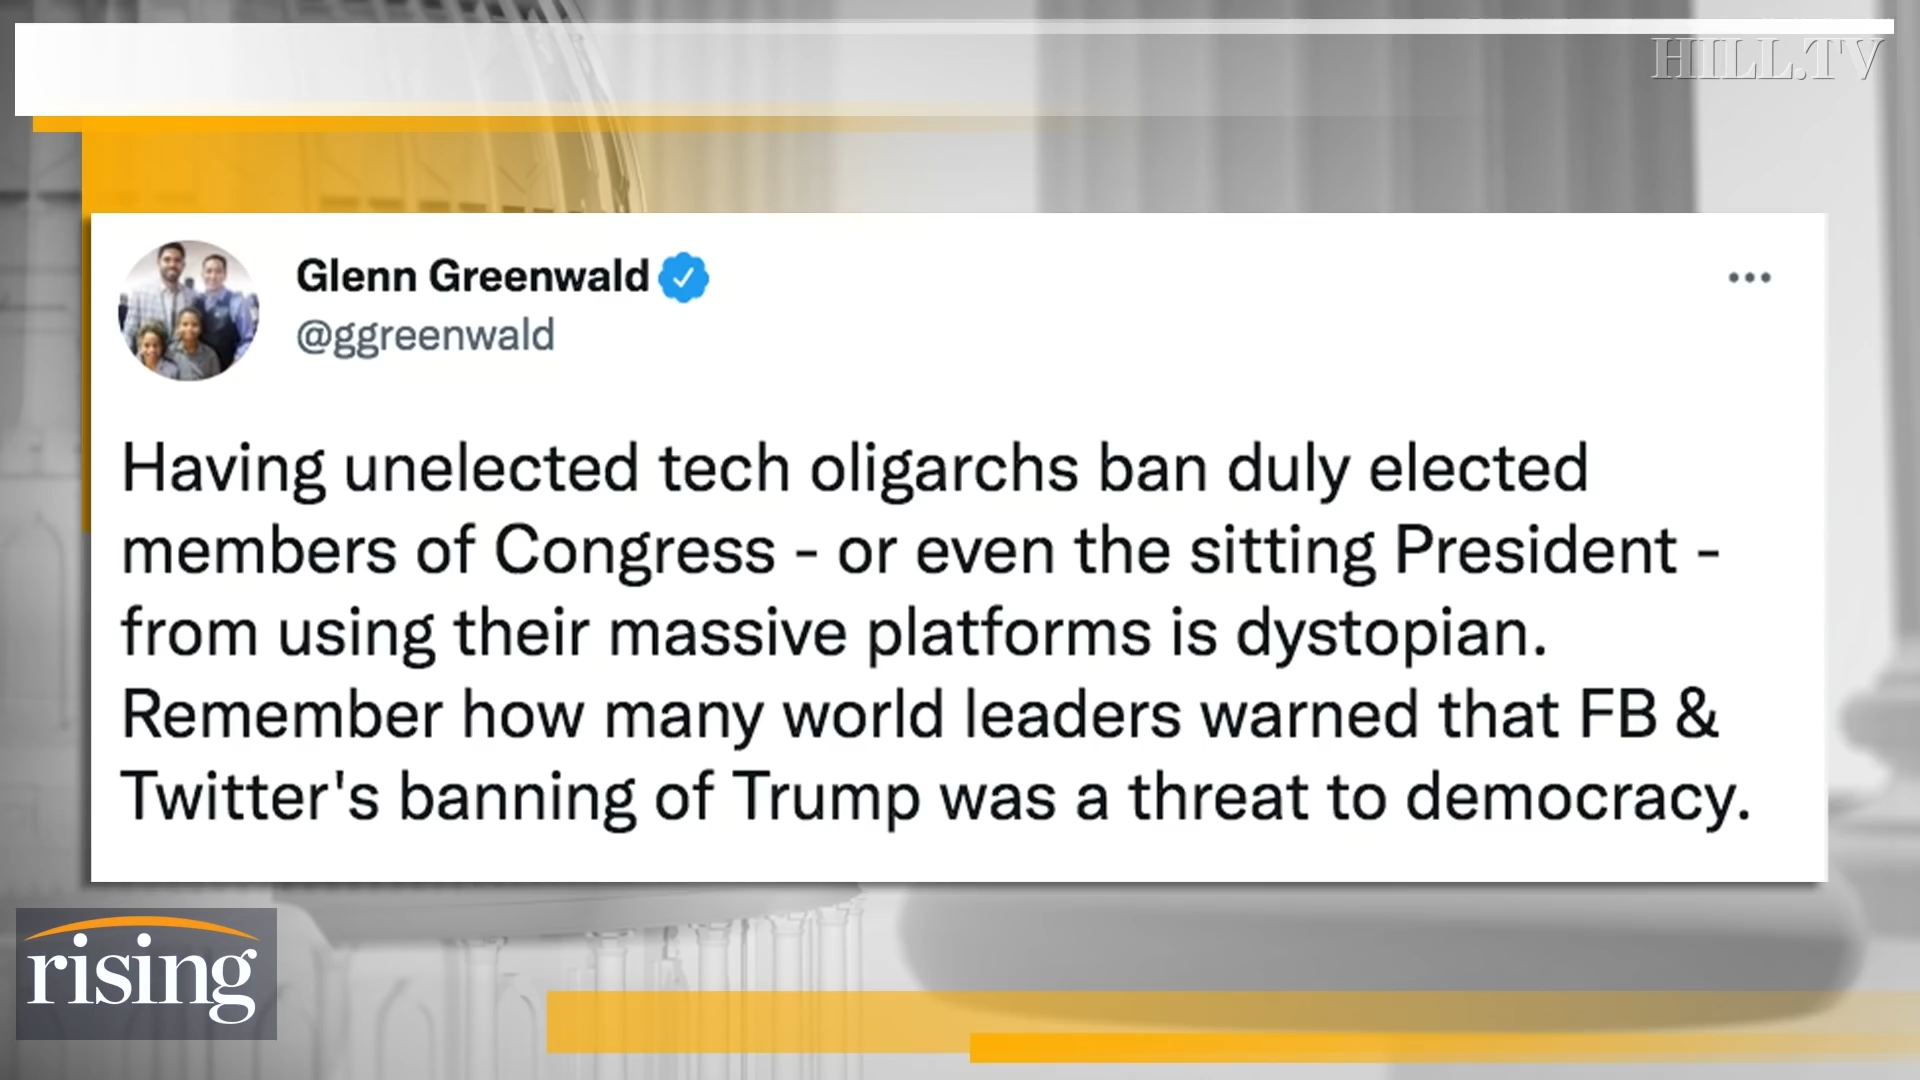 HILL.TV
Glenn Greenwald
@ggreenwald
Having unelected tech oligarchs ban duly elected
members of Congress - or even the sitting President -
from using their massive platforms is dystopian.
Remember how many world leaders warned that FB &
Twitter's banning of Trump was a threat to democracy.
rising